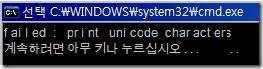 선택 C:₩WINDOWS₩system32₩cmd.exe
failed: print unicode characters
계속하려면 아무 키나 누르십시오 . . .